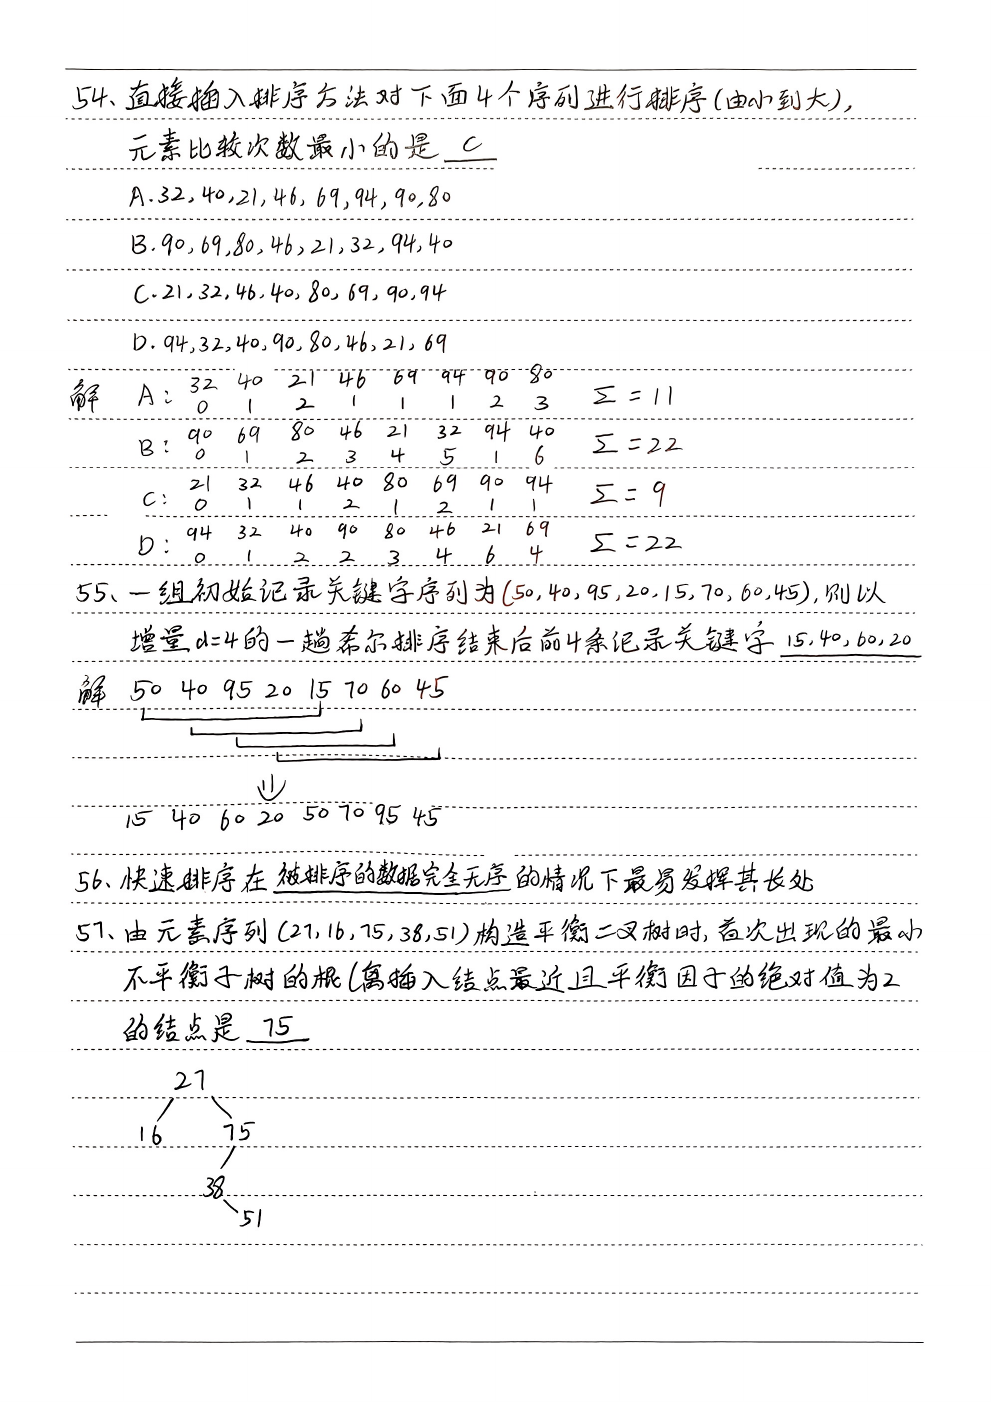 54、直接插入排序方法对下面4个序列进行排序(由小到大),
元素比较次数最小的是 C
A.32,40,21,46,69,94,90,80
B.90,69,80,46,21,32,94,40
C.21,32,46,40,80,69,90,94
D.94,32,40,90,80,46,21,69
解 A: 32 40 21 46 69 94 90 80
0 1 2 1 1 1 2 3 Σ=11
B: 90 69 80 46 21 32 94 40
0 1 2 3 4 5 1 6 Σ=22
C: 21 32 46 40 80 69 90 94
0 1 1 2 1 2 1 1 Σ=9
D: 94 32 40 90 80 46 21 69
0 1 2 2 3 4 6 4 Σ=22
55、一组初始记录关键字序列为(50,40,95,20,15,70,60,45),则以
增量d=4的一趟希尔排序结束后前4条记录关键字 15,40,60,20
解 50 40 95 20 15 70 60 45
15 40 60 20 50 70 95 45
56、快速排序在被排序的数据完全无序的情况下最易发挥其长处
57、由元素序列(27,16,75,38,51)构造平衡二叉树时,首次出现的最小
不平衡子树的根(离插入结点最近且平衡因子的绝对值为2
的结点是 75
27
16 75
38
51